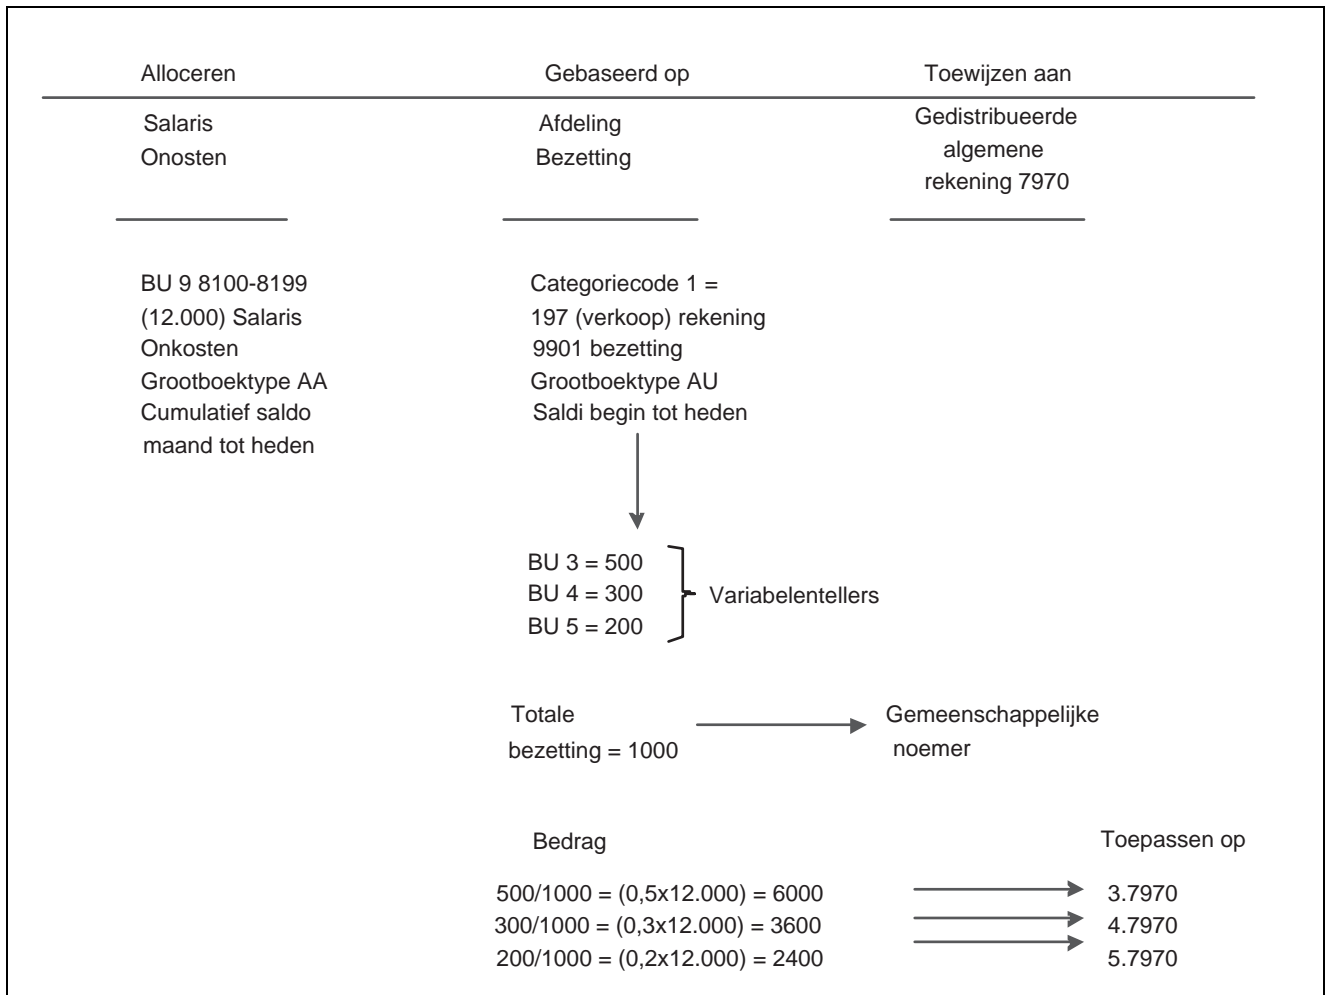 Alloceren Gebaseerd op Toewijzen aan
Salaris
Onosten
Afdeling
Bezetting
Gedistribueerde
algemene
rekening 7970
BU 9 8100-8199
(12.000) Salaris
Onkosten
Grootboektype AA
Cumulatief saldo
maand tot heden
Categoriecode 1 =
197 (verkoop) rekening
9901 bezetting
Grootboektype AU
Saldi begin tot heden
BU 3 = 500
BU 4 = 300
BU 5 = 200
Variabelentellers
Totale
bezetting = 1000
Gemeenschappelijke
noemer
Bedrag Toepassen op
500/1000 = (0,5x12.000) = 6000 3.7970
300/1000 = (0,3x12.000) = 3600 4.7970
200/1000 = (0,2x12.000) = 2400 5.7970